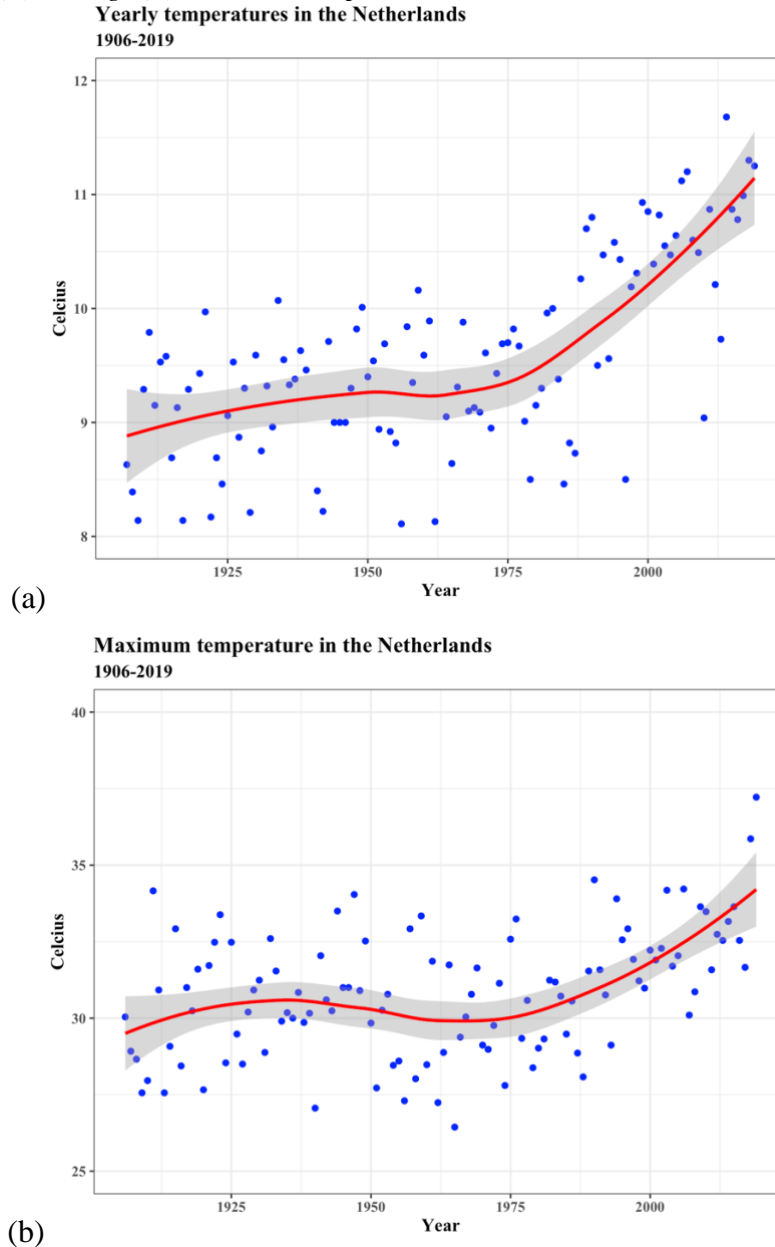 Yearly temperatures in the Netherlands
1906-2019
12
11
10
9
8
Celcius
1925
1950
1975
2000
Year
(a)
Maximum temperature in the Netherlands
1906-2019
40
35
30
25
Celcius
1925
1950
1975
2000
Year
(b)